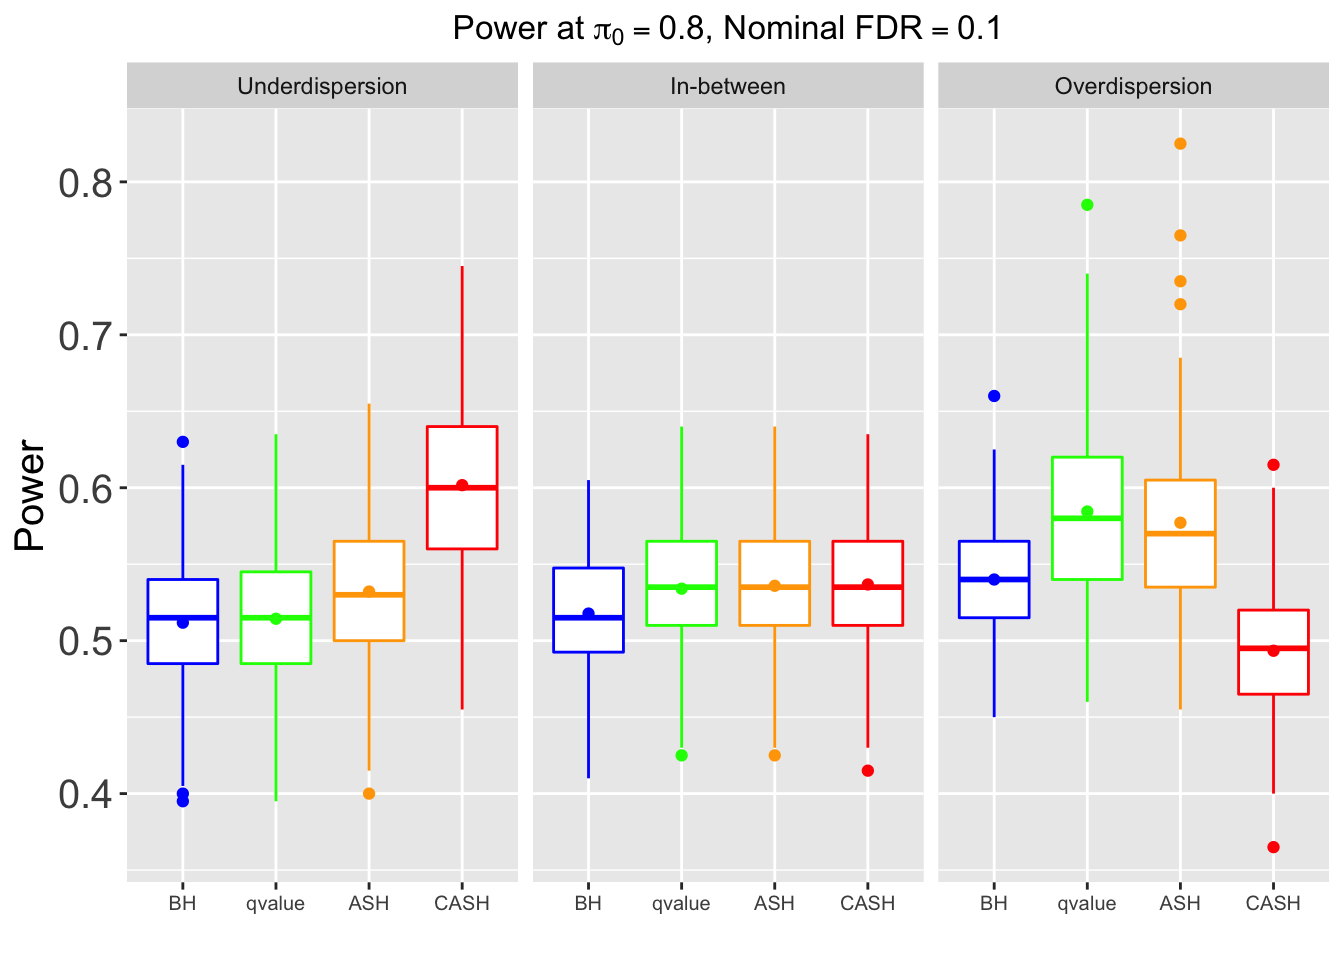 Power at π₀ = 0.8, Nominal FDR = 0.1
Underdispersion In-between Overdispersion
0.8
0.7
0.6
0.5
0.4
Power
BH qvalue ASH CASH BH qvalue ASH CASH BH qvalue ASH CASH